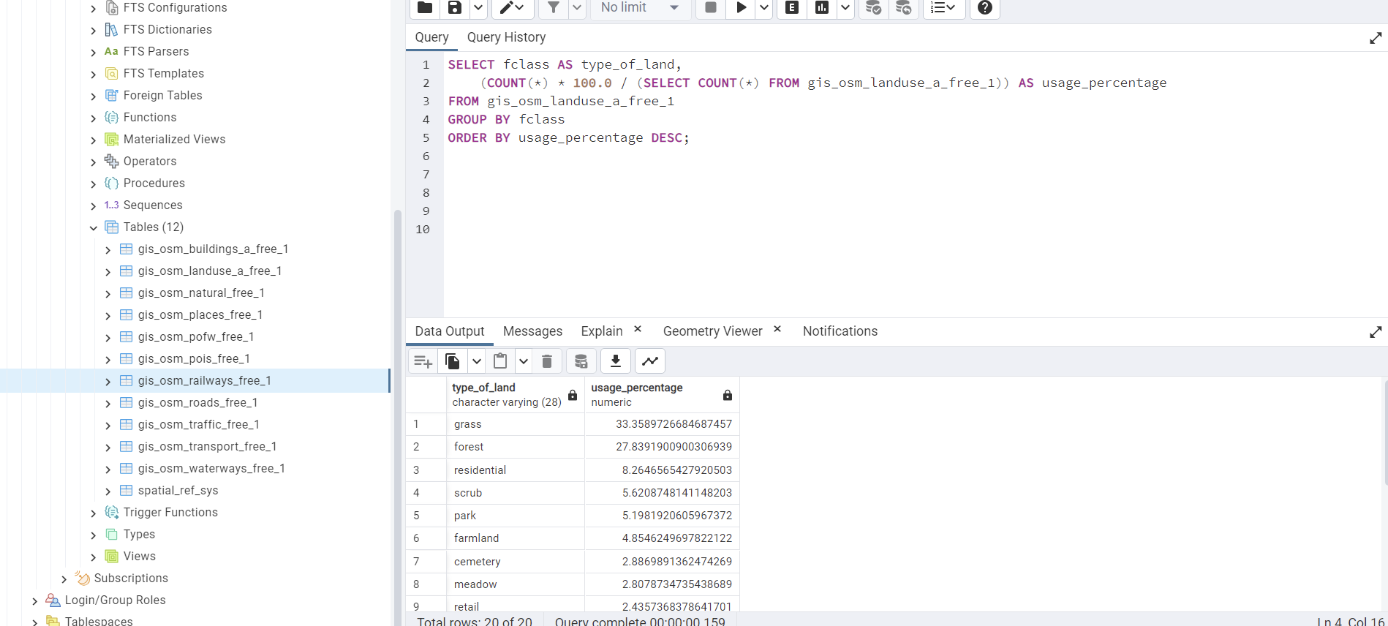 FTS Configurations
FTS Dictionaries
Aa FTS Parsers
FTS Templates
Foreign Tables
Functions
Materialized Views
Operators
Procedures
1..3 Sequences
Tables (12)
gis_osm_buildings_a_free_1
gis_osm_landuse_a_free_1
gis_osm_natural_free_1
gis_osm_places_free_1
gis_osm_pofw_free_1
gis_osm_pois_free_1
gis_osm_railways_free_1
gis_osm_roads_free_1
gis_osm_traffic_free_1
gis_osm_transport_free_1
gis_osm_waterways_free_1
spatial_ref_sys
Trigger Functions
Types
Views
Subscriptions
Login/Group Roles
Tablespaces
No limit
E
Query Query History
1 SELECT fclass AS type_of_land,
2 (COUNT(*) * 100.0 / (SELECT COUNT(*) FROM gis_osm_landuse_a_free_1)) AS usage_percentage
3 FROM gis_osm_landuse_a_free_1
4 GROUP BY fclass
5 ORDER BY usage_percentage DESC;
6
7
8
9
10
Data Output Messages Explain × Geometry Viewer × Notifications
type_of_land usage_percentage
character varying (28) numeric
1 grass 33.3589726684687457
2 forest 27.8391900900306939
3 residential 8.2646565427920503
4 scrub 5.6208748141148203
5 park 5.1981920605967372
6 farmland 4.8546249697822122
7 cemetery 2.8869891362474269
8 meadow 2.8078734735438689
9 retail 2.4357368378641701
Total rows: 20 of 20 Query complete 00:00:00.159 Ln 4, Col 16